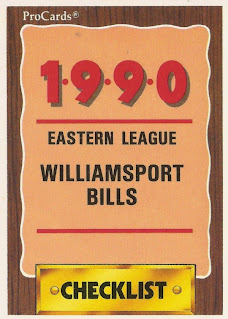 ProCards®
1·9·9·0
EASTERN LEAGUE
WILLIAMSPORT
BILLS
CHECKLIST